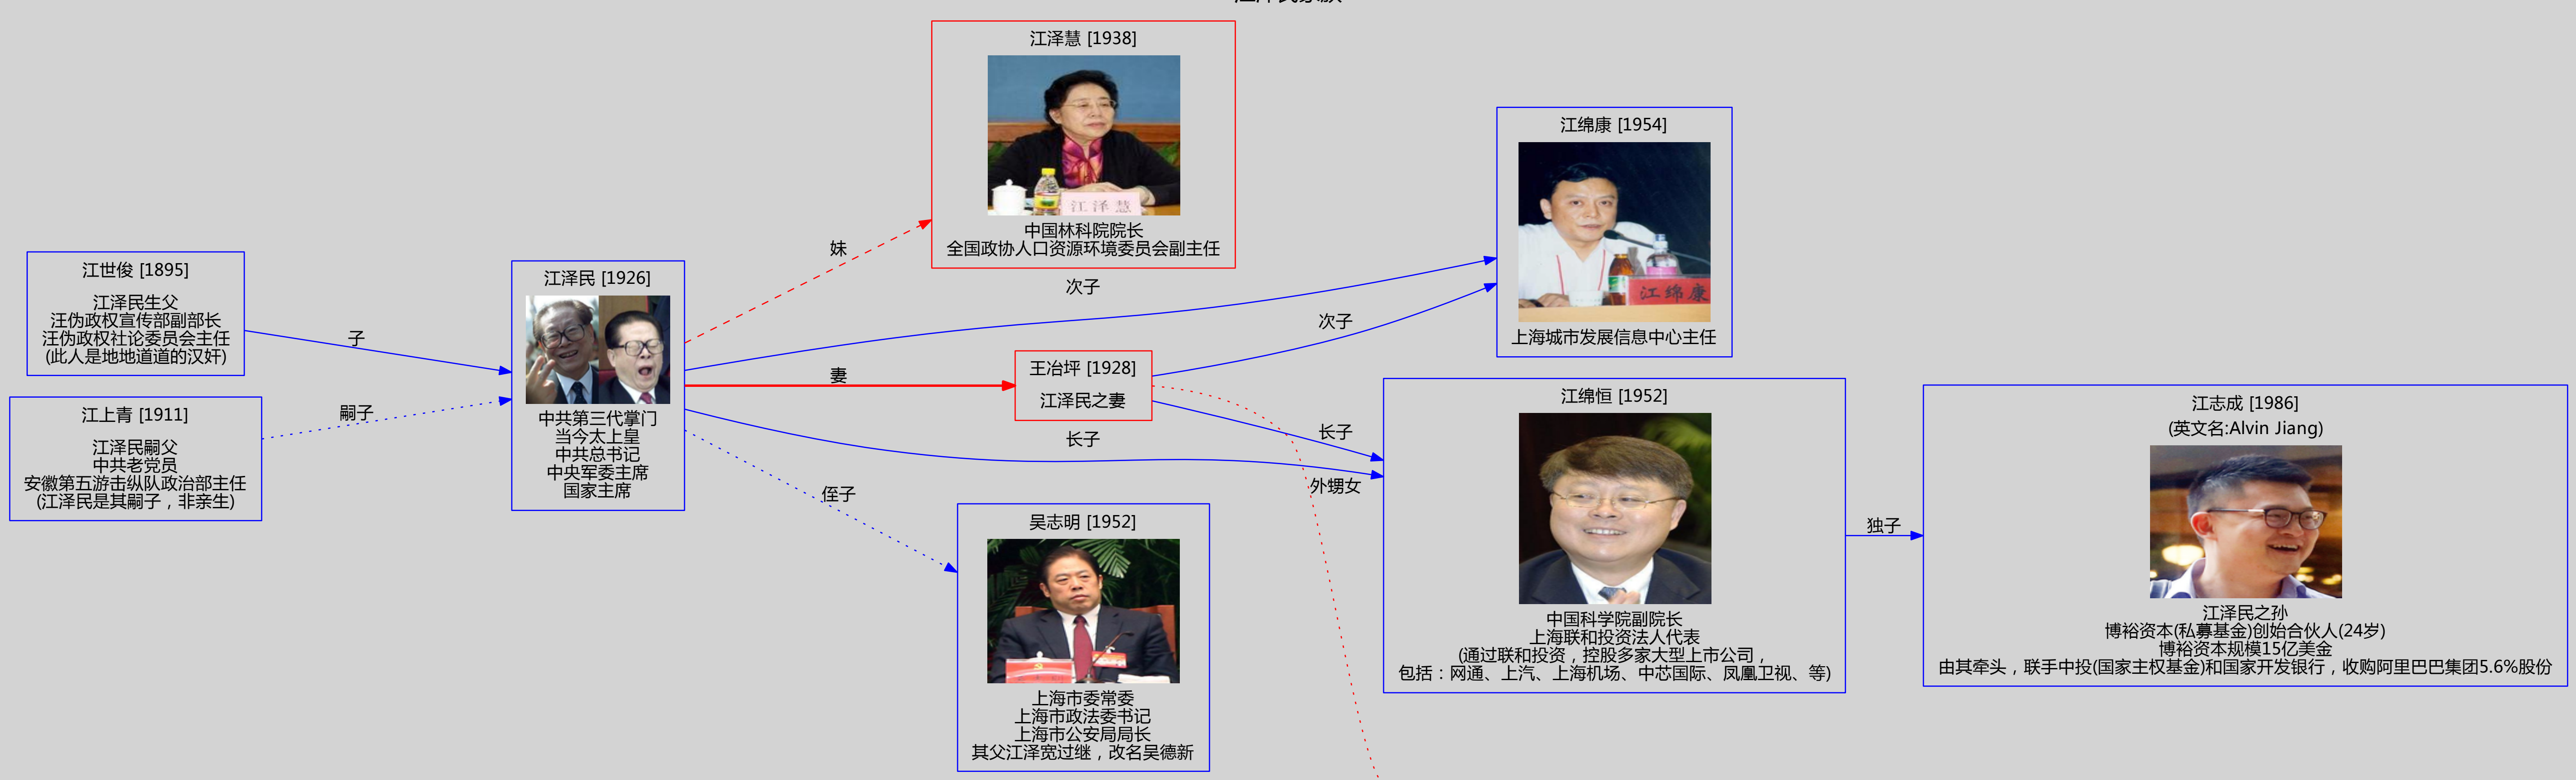 江世俊 [1895]
江泽民生父
汪伪政权宣传部副部长
汪伪政权社论委员会主任
(此人是地地道道的汉奸)
子
江上青 [1911]
江泽民嗣父
中共老党员
安徽第五游击纵队政治部主任
(江泽民是其嗣子，非亲生)
嗣子
江泽民 [1926]
中共第三代掌门
当今太上皇
中共总书记
中央军委主席
国家主席
妹
次子
妻
长子
侄子
江泽慧 [1938]
江泽慧
中国林科院院长
全国政协人口资源环境委员会副主任
王冶坪 [1928]
江泽民之妻
次子
长子
外甥女
吴志明 [1952]
上海市委常委
上海市政法委书记
上海市公安局局长
其父江泽宽过继，改名吴德新
江绵康 [1954]
江绵康
上海城市发展信息中心主任
江绵恒 [1952]
中国科学院副院长
上海联和投资法人代表
(通过联和投资，控股多家大型上市公司，
包括：网通、上汽、上海机场、中芯国际、凤凰卫视、等)
独子
江志成 [1986]
(英文名:Alvin Jiang)
江泽民之孙
博裕资本(私募基金)创始合伙人(24岁)
博裕资本规模15亿美金
由其牵头，联手中投(国家主权基金)和国家开发银行，收购阿里巴巴集团5.6%股份